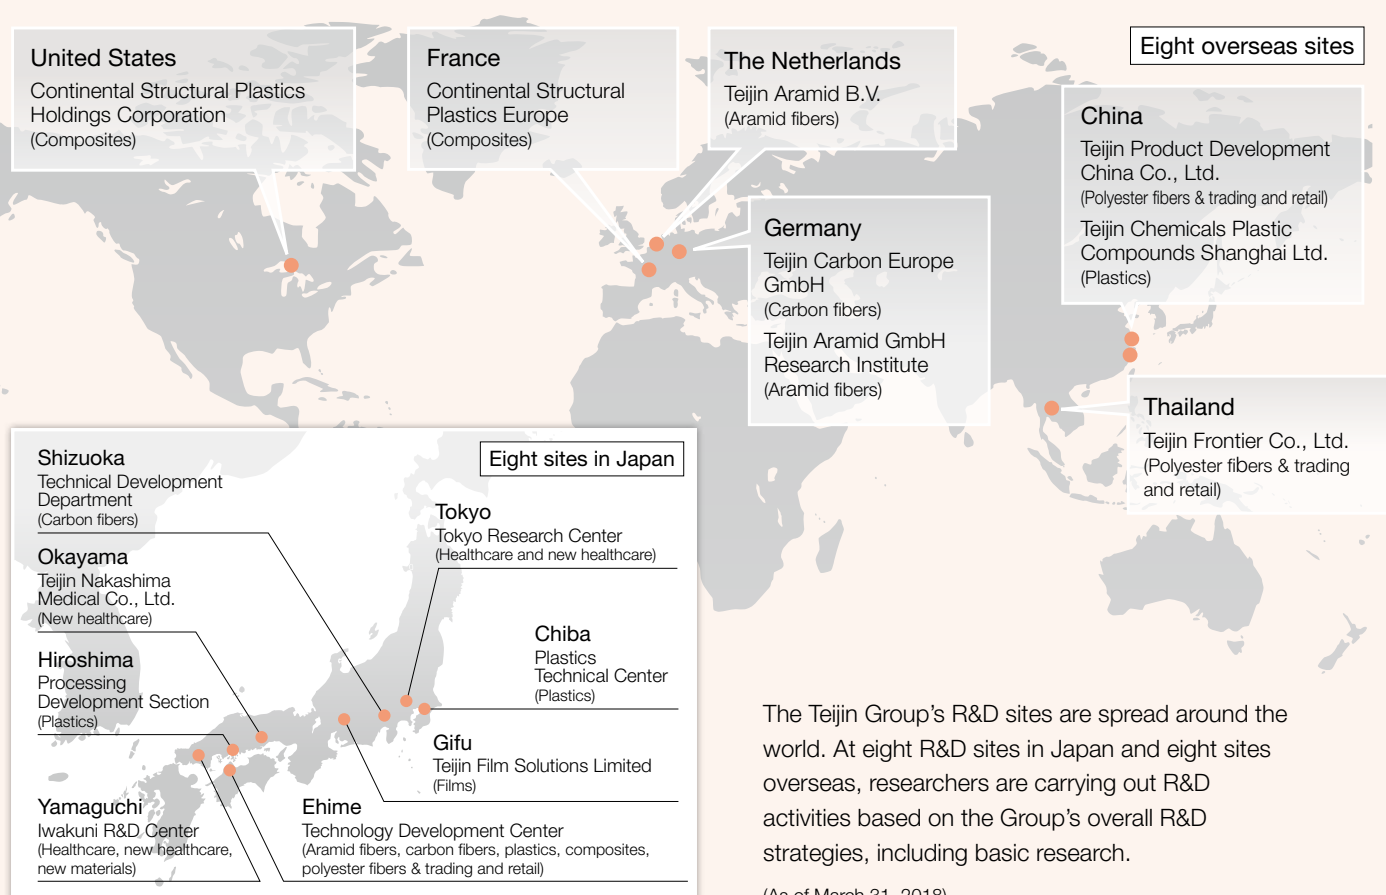 United States
Continental Structural Plastics
Holdings Corporation
(Composites)
France
Continental Structural
Plastics Europe
(Composites)
The Netherlands
Teijin Aramid B.V.
(Aramid fibers)
Eight overseas sites
China
Teijin Product Development
China Co., Ltd.
(Polyester fibers & trading and retail)
Teijin Chemicals Plastic
Compounds Shanghai Ltd.
(Plastics)
Germany
Teijin Carbon Europe
GmbH
(Carbon fibers)
Teijin Aramid GmbH
Research Institute
(Aramid fibers)
Thailand
Teijin Frontier Co., Ltd.
(Polyester fibers & trading
and retail)
Eight sites in Japan
Shizuoka
Technical Development
Department
(Carbon fibers)
Okayama
Teijin Nakashima
Medical Co., Ltd.
(New healthcare)
Hiroshima
Processing
Development Section
(Plastics)
Yamaguchi
Iwakuni R&D Center
(Healthcare, new healthcare,
new materials)
Tokyo
Tokyo Research Center
(Healthcare and new healthcare)
Chiba
Plastics
Technical Center
(Plastics)
Gifu
Teijin Film Solutions Limited
(Films)
Ehime
Technology Development Center
(Aramid fibers, carbon fibers, plastics, composites,
polyester fibers & trading and retail)
The Teijin Group's R&D sites are spread around the
world. At eight R&D sites in Japan and eight sites
overseas, researchers are carrying out R&D
activities based on the Group's overall R&D
strategies, including basic research.
(As of March 31, 2018)